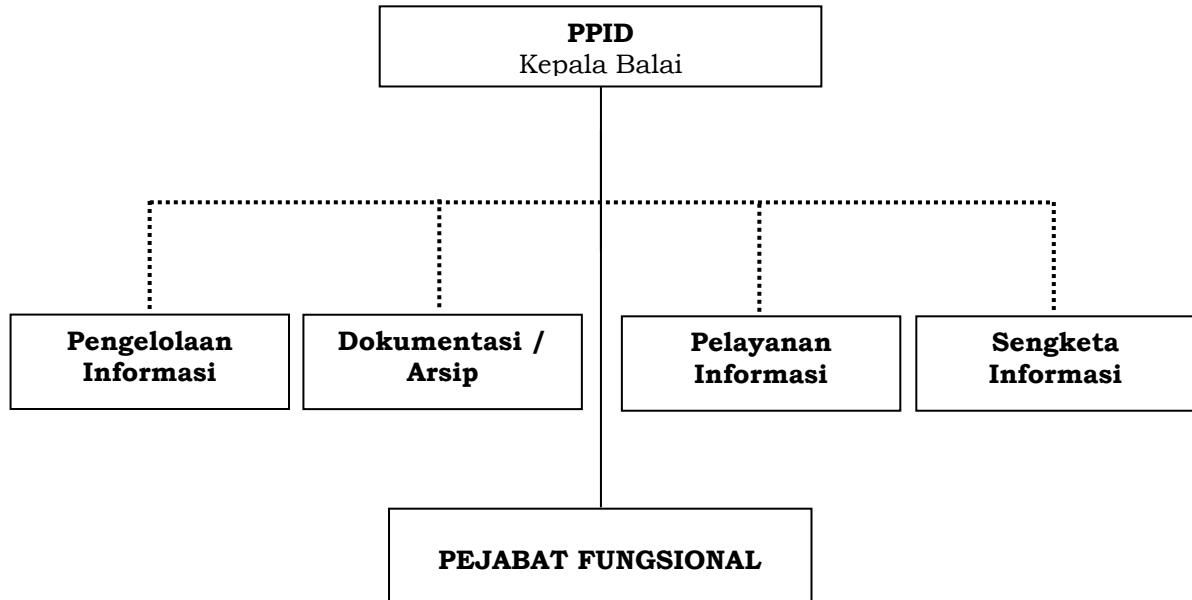 PPID
Kepala Balai
Pengelolaan
Informasi
Dokumentasi /
Arsip
Pelayanan
Informasi
Sengketa
Informasi
PEJABAT FUNGSIONAL